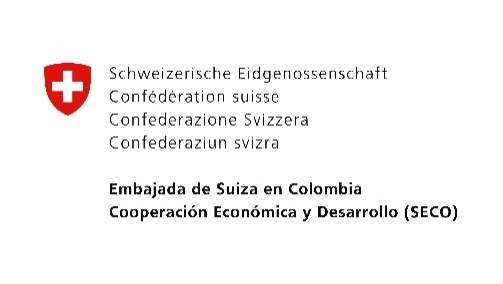 Schweizerische Eidgenossenschaft
Confédération suisse
Confederazione Svizzera
Confederaziun svizra
Embajada de Suiza en Colombia
Cooperación Económica y Desarrollo (SECO)